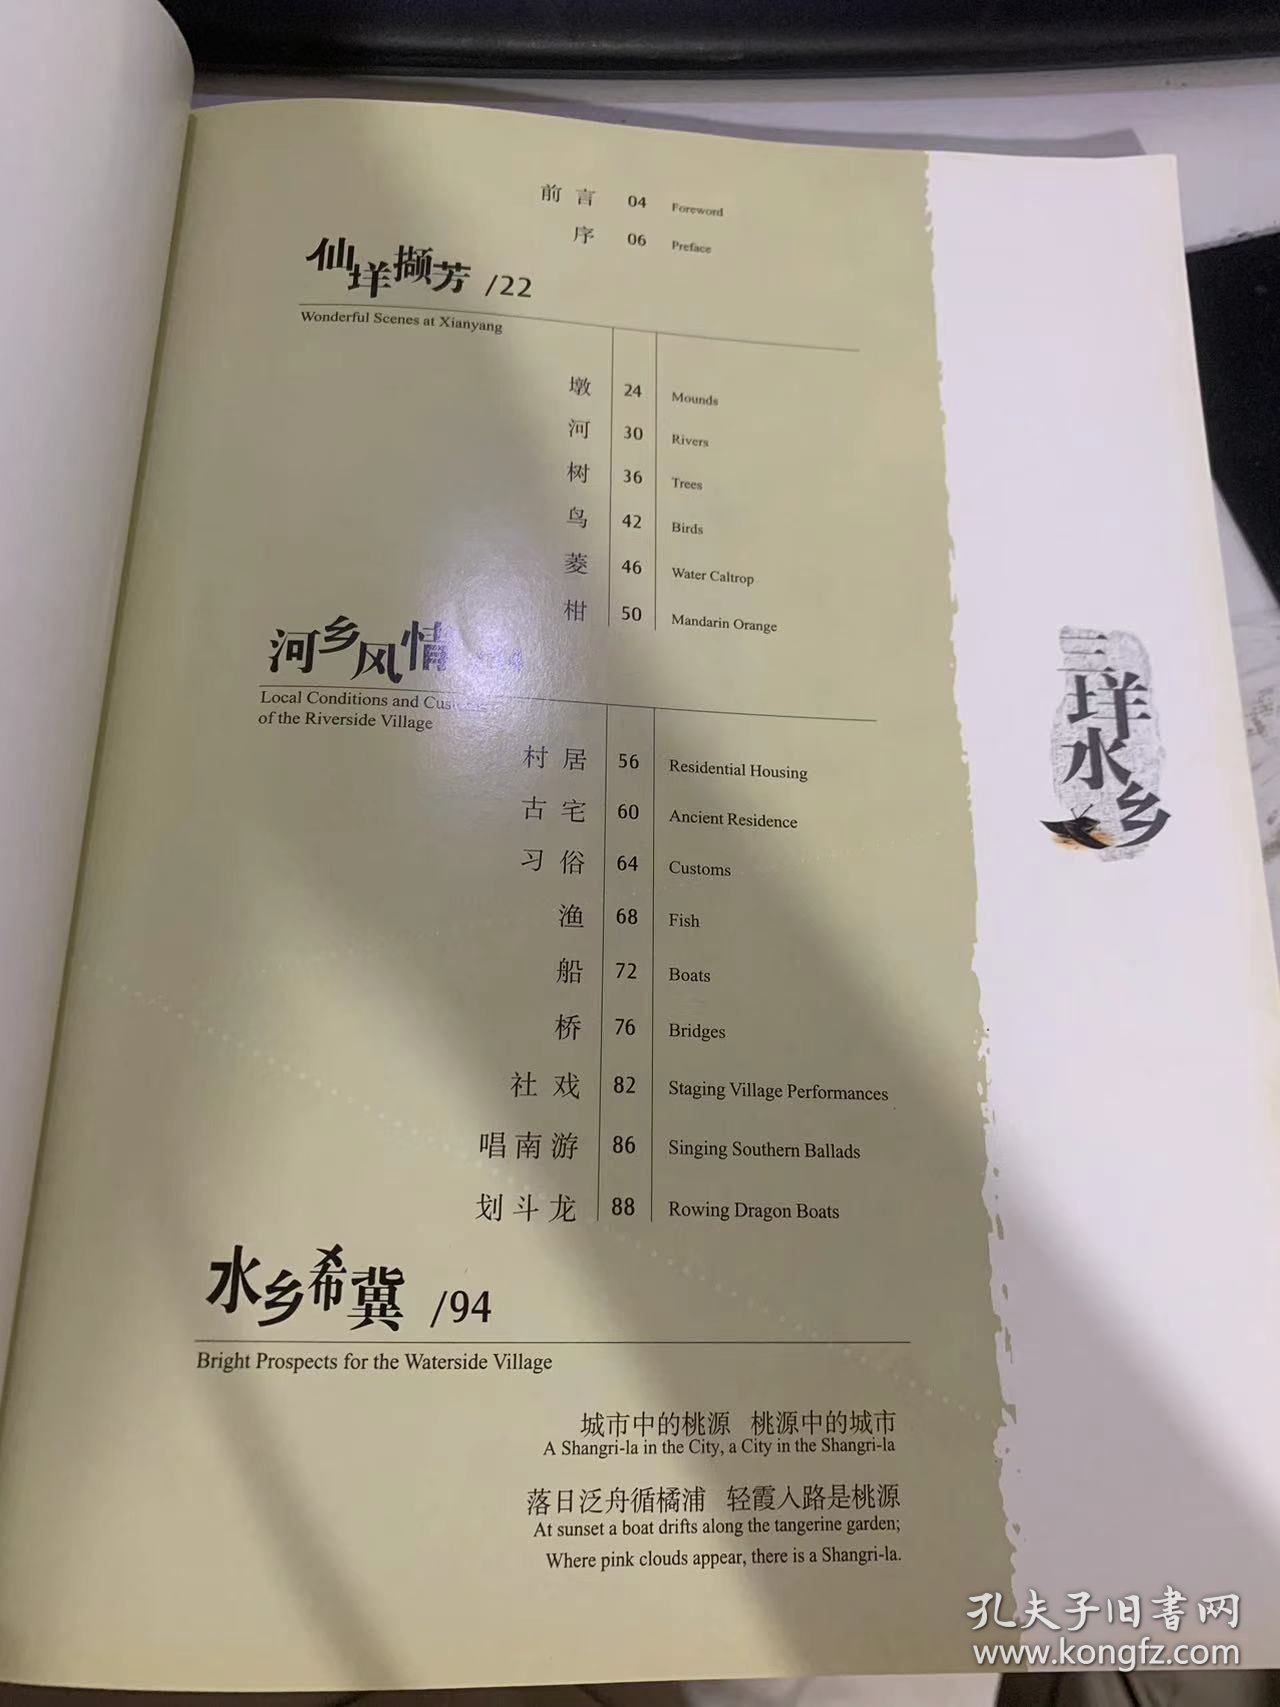 前言 04 Foreword
序 06 Preface
仙垟撷芳 /22
Wonderful Scenes at Xianyang
墩 24 Mounds
河 30 Rivers
树 36 Trees
鸟 42 Birds
菱 46 Water Caltrop
柑 50 Mandarin Orange
河乡风情
Local Conditions and
of the Riverside Village
村居 56 Residential Housing
古宅 60 Ancient Residence
习俗 64 Customs
渔 68 Fish
船 72 Boats
桥 76 Bridges
社戏 82 Staging Village Performances
唱南游 86 Singing Southern Ballads
划斗龙 88 Rowing Dragon Boats
水乡希冀 /94
Bright Prospects for the Waterside Village
城市中的桃源 桃源中的城市
A Shangri-la in the City, a City in the Shangri-la
落日泛舟循橘浦 轻霞入路是桃源
At sunset a boat drifts along the tangerine garden;
Where pink clouds appear, there is a Shangri-la.
三垟水乡
孔夫子旧书网
www.kongfz.com